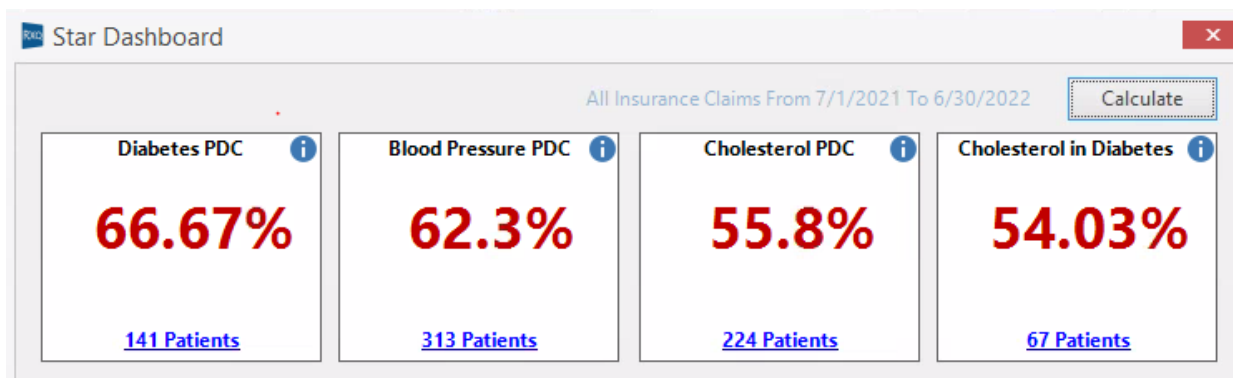 RXQ Star Dashboard
All Insurance Claims From 7/1/2021 To 6/30/2022 Calculate
Diabetes PDC Blood Pressure PDC Cholesterol PDC Cholesterol in Diabetes
66.67% 62.3% 55.8% 54.03%
141 Patients 313 Patients 224 Patients 67 Patients